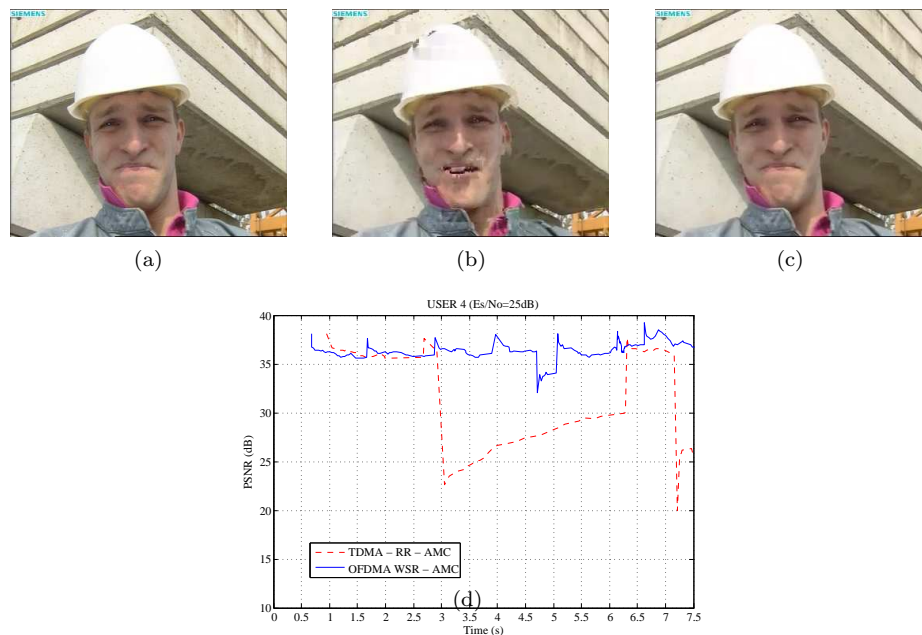 SIEMENS SIEMENS SIEMENS
(a) (b) (c)
USER 4 (Es/No=25dB)
40
35
30
25
20
15
10
PSNR (dB)
TDMA – RR – AMC
OFDMA WSR – AMC
0 0.5 1 1.5 2 2.5 3 3.5 4 4.5 5 5.5 6 6.5 7 7.5
Time (s)
(d)